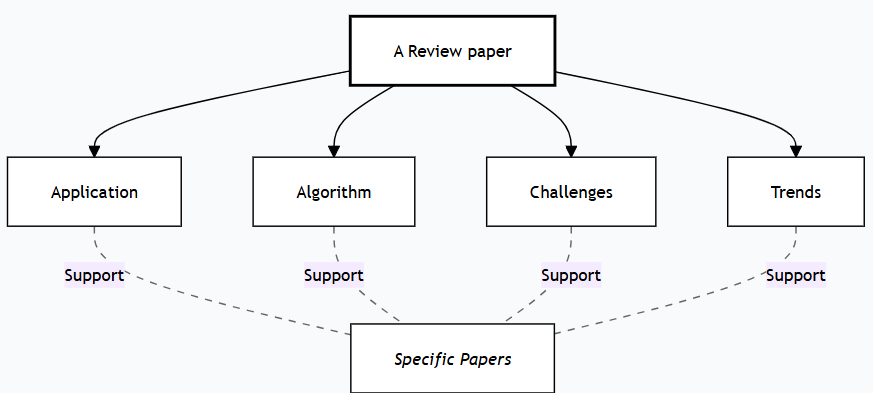 A Review paper
Application
Algorithm
Challenges
Trends
Support
Support
Support
Support
Specific Papers